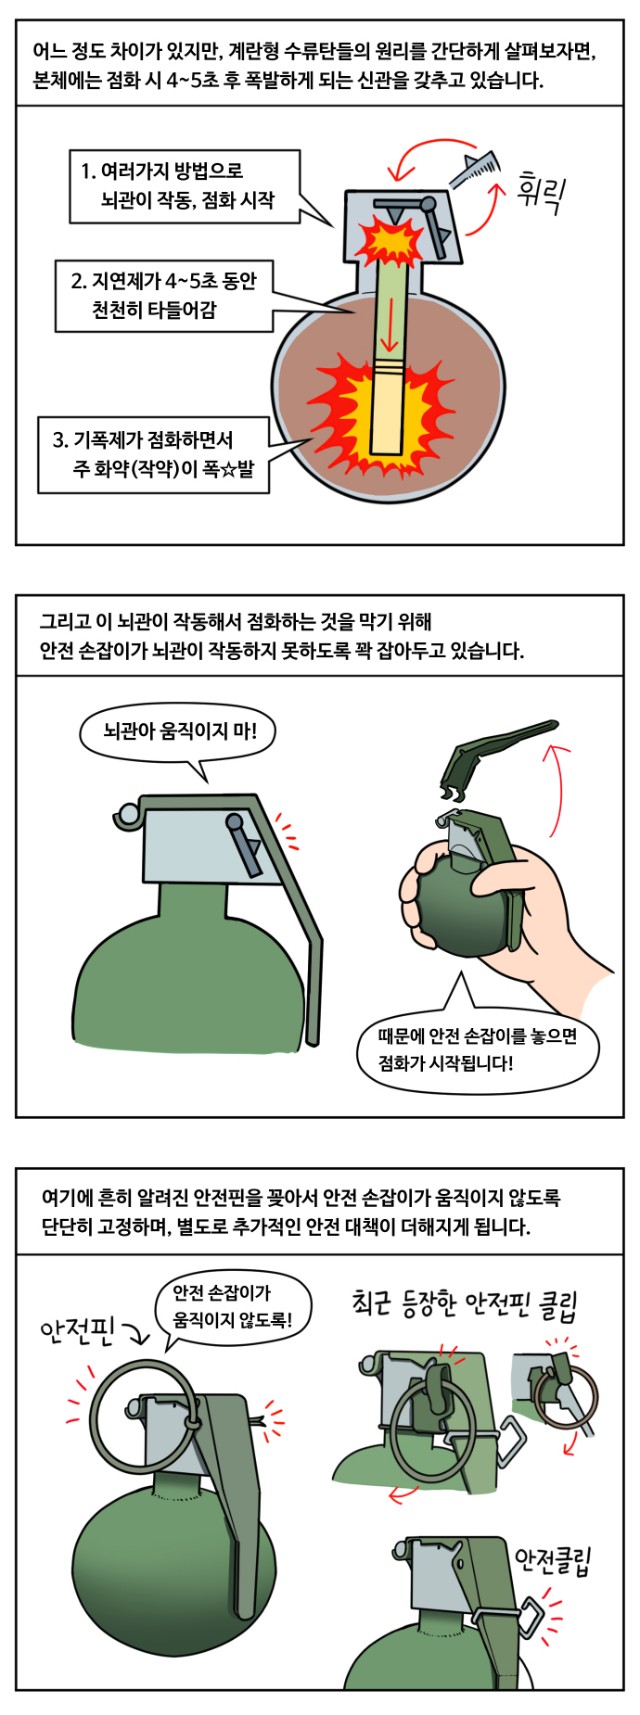 어느 정도 차이가 있지만, 계란형 수류탄들의 원리를 간단하게 살펴보자면,
본체에는 점화 시 4~5초 후 폭발하게 되는 신관을 갖추고 있습니다.
1. 여러가지 방법으로
뇌관이 작동, 점화 시작
휘릭
2. 지연제가 4~5초 동안
천천히 타들어감
3. 기폭제가 점화하면서
주 화약(작약)이 폭☆발
그리고 이 뇌관이 작동해서 점화하는 것을 막기 위해
안전 손잡이가 뇌관이 작동하지 못하도록 꽉 잡아두고 있습니다.
뇌관아 움직이지 마!
때문에 안전 손잡이를 놓으면
점화가 시작됩니다!
여기에 흔히 알려진 안전핀을 꽂아서 안전 손잡이가 움직이지 않도록
단단히 고정하며, 별도로 추가적인 안전 대책이 더해지게 됩니다.
안전 손잡이가
움직이지 않도록!
안전핀
최근 등장한 안전핀 클립
안전클립